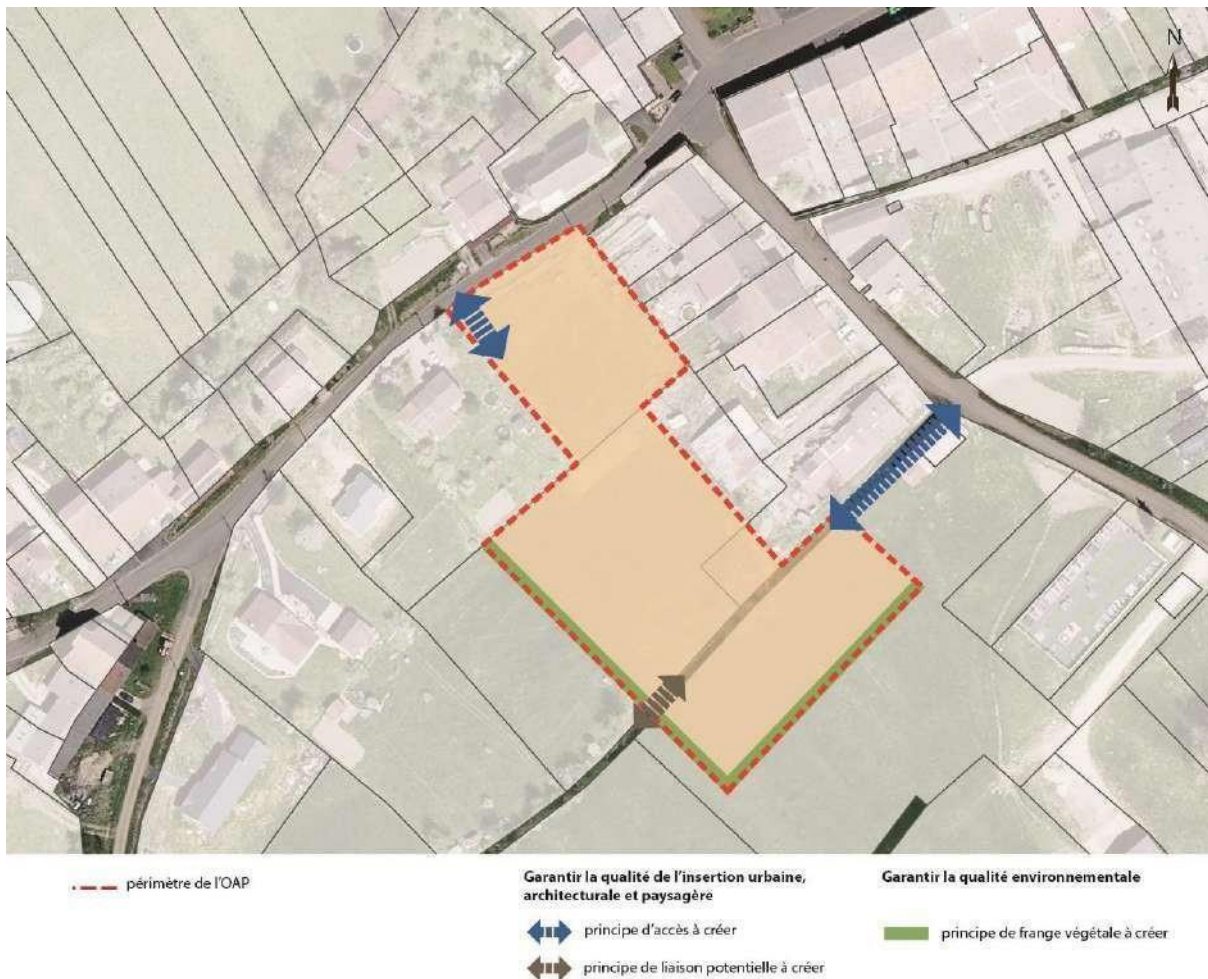 N
périmètre de l'OAP
Garantir la qualité de l'insertion urbaine,
architecturale et paysagère
principe d'accès à créer
principe de liaison potentielle à créer
Garantir la qualité environnementale
principe de frange végétale à créer